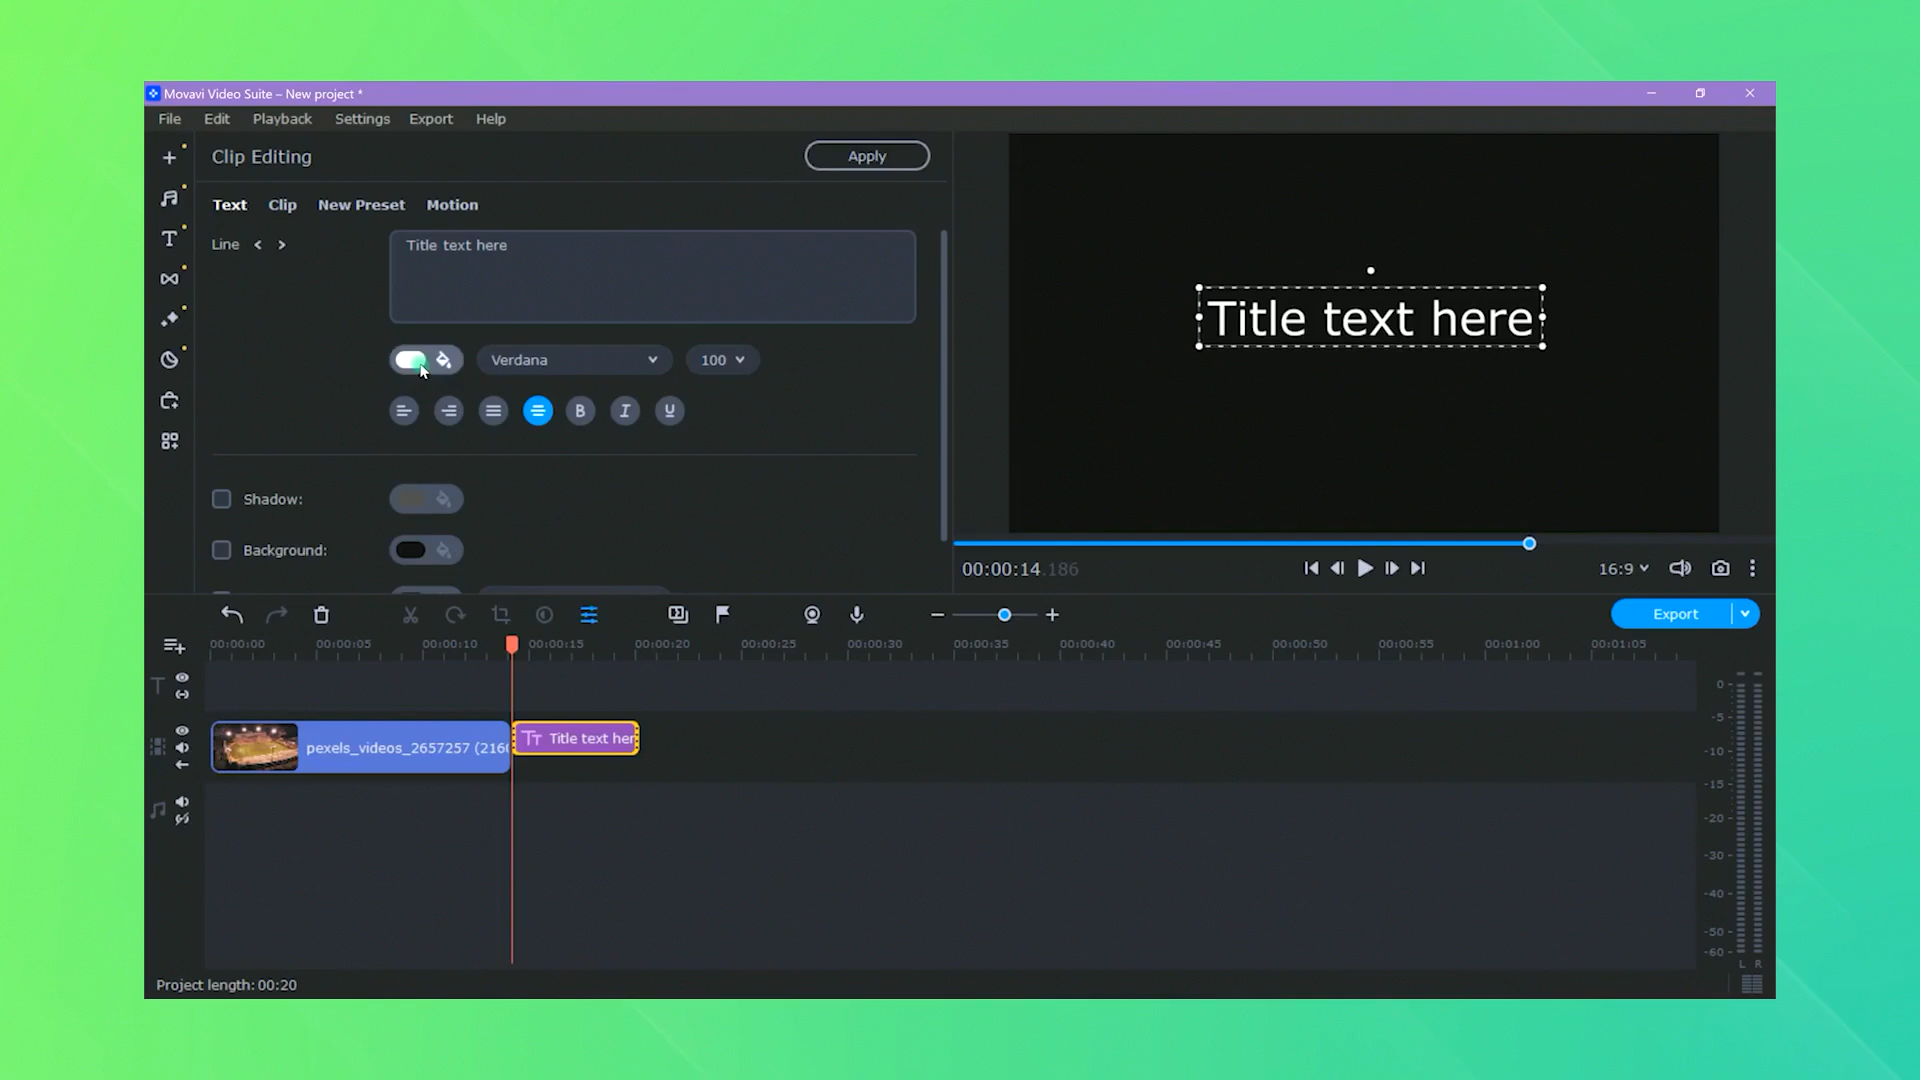 Movavi Video Suite – New project *
File Edit Playback Settings Export Help
Clip Editing
Apply
Text Clip New Preset Motion
Line < >
Title text here
Verdana
100
B I U
Shadow:
Background:
Title text here
00:00:14.186
16:9
Export
00:00:00 00:00:05 00:00:10 00:00:15 00:00:20 00:00:25 00:00:30 00:00:35 00:00:40 00:00:45 00:00:50 00:00:55 00:01:00 00:01:05
pexels_videos_2657257 (216
Title text her
0
-5
-10
-15
-20
-30
-40
-50
-60
L R
Project length: 00:20